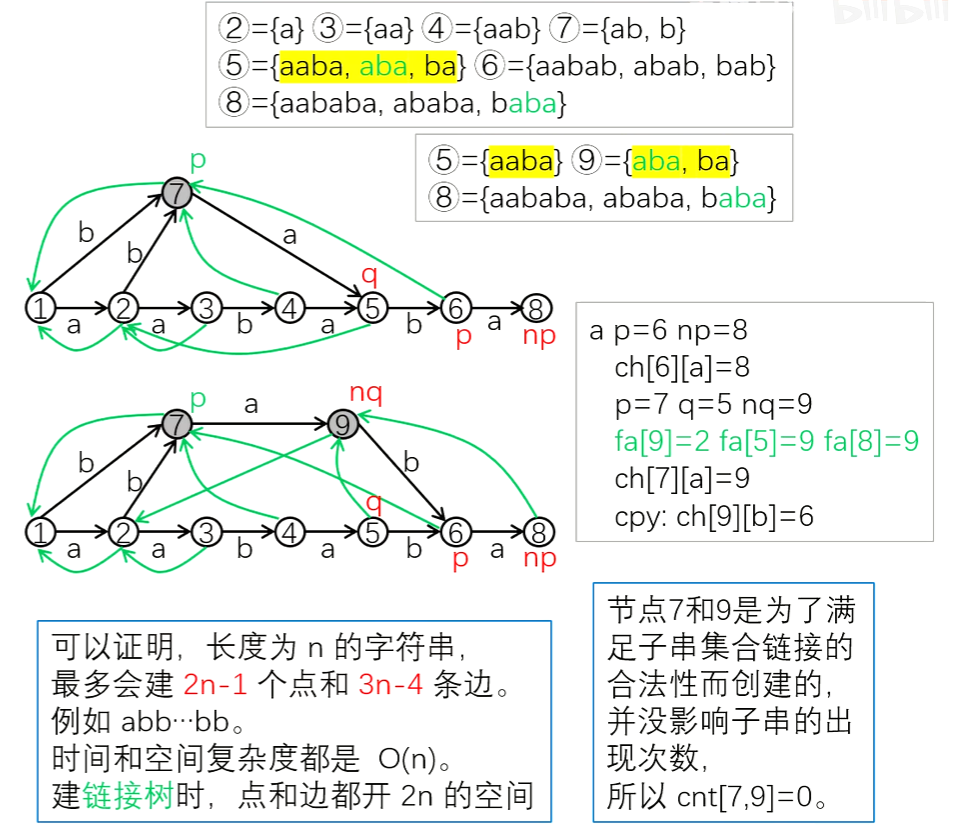 ②={a} ③={aa} ④={aab} ⑦={ab, b}
⑤={aaba, aba, ba} ⑥={aabab, abab, bab}
⑧={aababa, ababa, baba}
⑤={aaba} ⑨={aba, ba}
⑧={aababa, ababa, baba}
p
⑦
b
b
a
q
① ② ③ ④ ⑤ ⑥ ⑧
a a b a b a
p np
a p=6 np=8
ch[6][a]=8
p=7 q=5 nq=9
fa[9]=2 fa[5]=9 fa[8]=9
ch[7][a]=9
cpy: ch[9][b]=6
p
nq
⑦ a ⑨
b
b
b
q
① ② ③ ④ ⑤ ⑥ ⑧
a a b a b a
p np
可以证明，长度为 n 的字符串，
最多会建 2n-1 个点和 3n-4 条边。
例如 abb…bb。
时间和空间复杂度都是 O(n)。
建链接树时，点和边都开 2n 的空间
节点7和9是为了满
足子串集合链接的
合法性而创建的，
并没影响子串的出
现次数，
所以 cnt[7,9]=0。